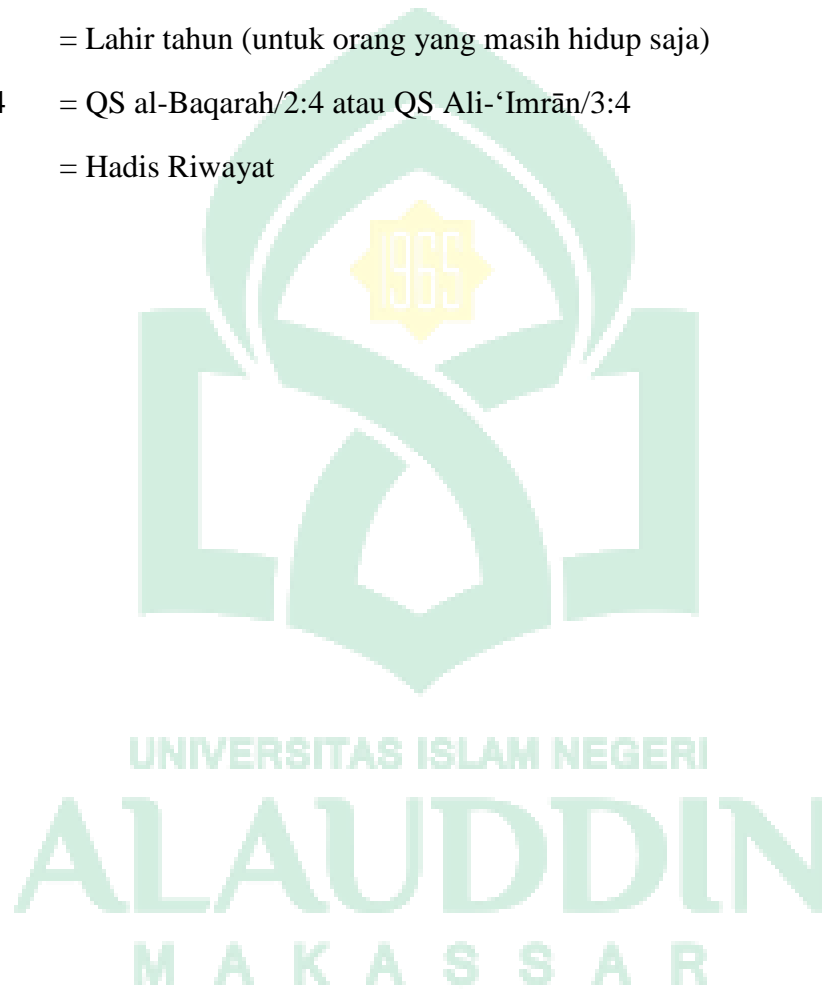 = Lahir tahun (untuk orang yang masih hidup saja)
4 = QS al-Baqarah/2:4 atau QS Ali-‘Imrān/3:4
= Hadis Riwayat
1965
UNIVERSITAS ISLAM NEGERI
ALAUDDIN
MAKASSAR